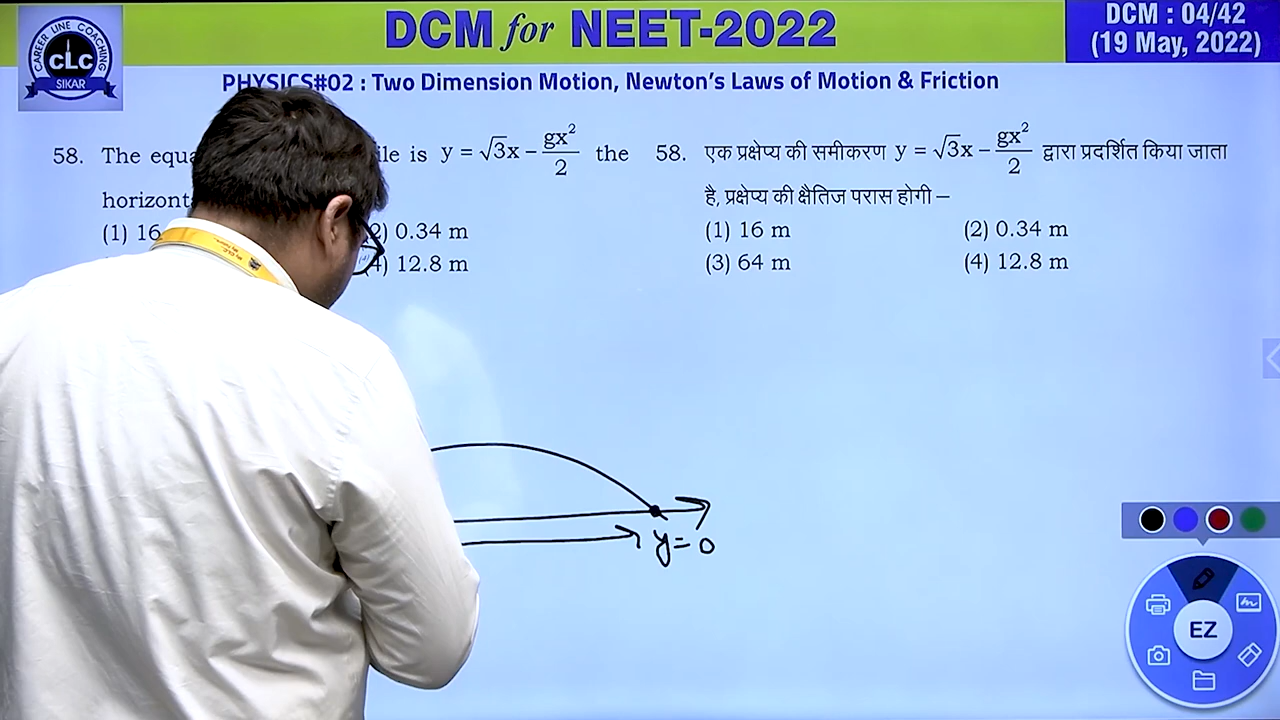 CAREER LINE COACHING
CLC
SIKAR
DCM for NEET-2022
DCM : 04/42
(19 May, 2022)
PHYSICS#02 : Two Dimension Motion, Newton's Laws of Motion & Friction
58. The is y = √3x – gx²/2 the
(1) 16 (2) 0.34 m
(4) 12.8 m
58. एक प्रक्षेप्य की समीकरण y = √3x – gx²/2 द्वारा प्रदर्शित किया जाता
है, प्रक्षेप्य की क्षैतिज परास होगी –
(1) 16 m (2) 0.34 m
(3) 64 m (4) 12.8 m
y = 0
EZ